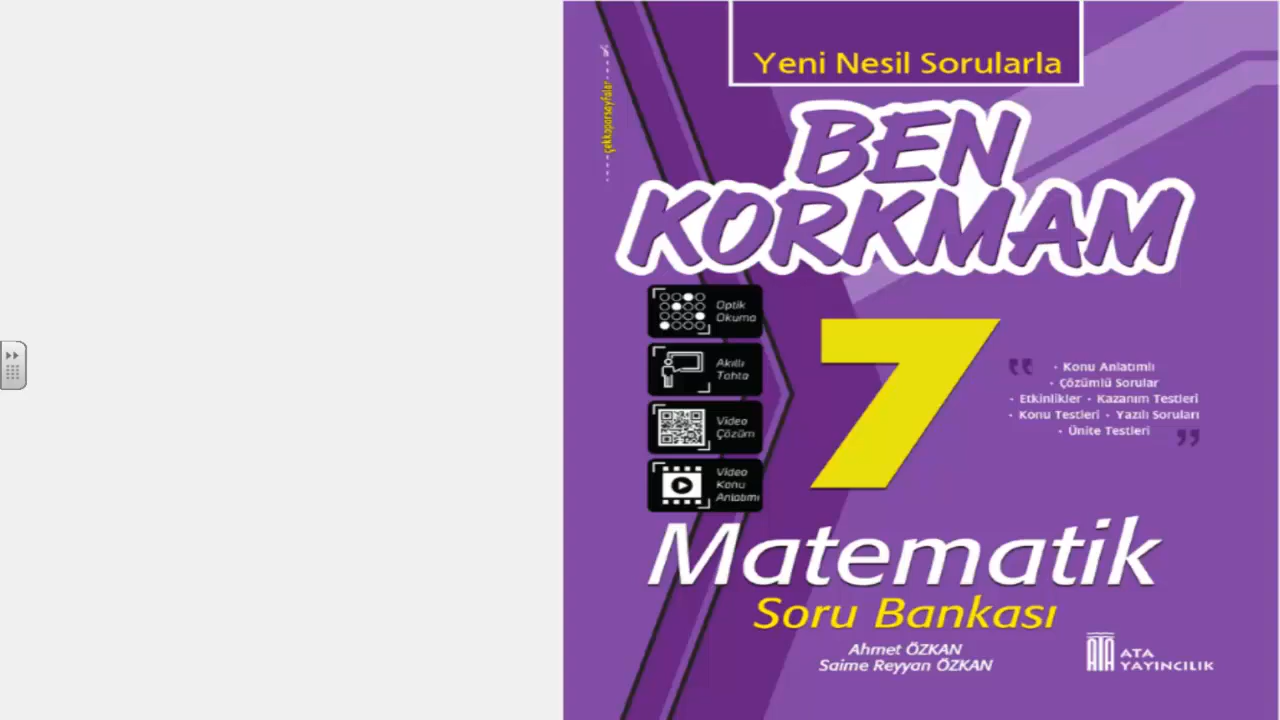 Yeni Nesil Sorularla
çekkoparsayfalar
BEN
KORKMAM
Optik
Okuma
Akıllı
Tahta
Video
Çözüm
Video
Konu
Anlatımı
7
• Konu Anlatımlı
• Çözümlü Sorular
• Etkinlikler • Kazanım Testleri
• Konu Testleri • Yazılı Soruları
• Ünite Testleri
Matematik
Soru Bankası
Ahmet ÖZKAN
Saime Reyyan ÖZKAN
ATA
ATA
YAYINCILIK